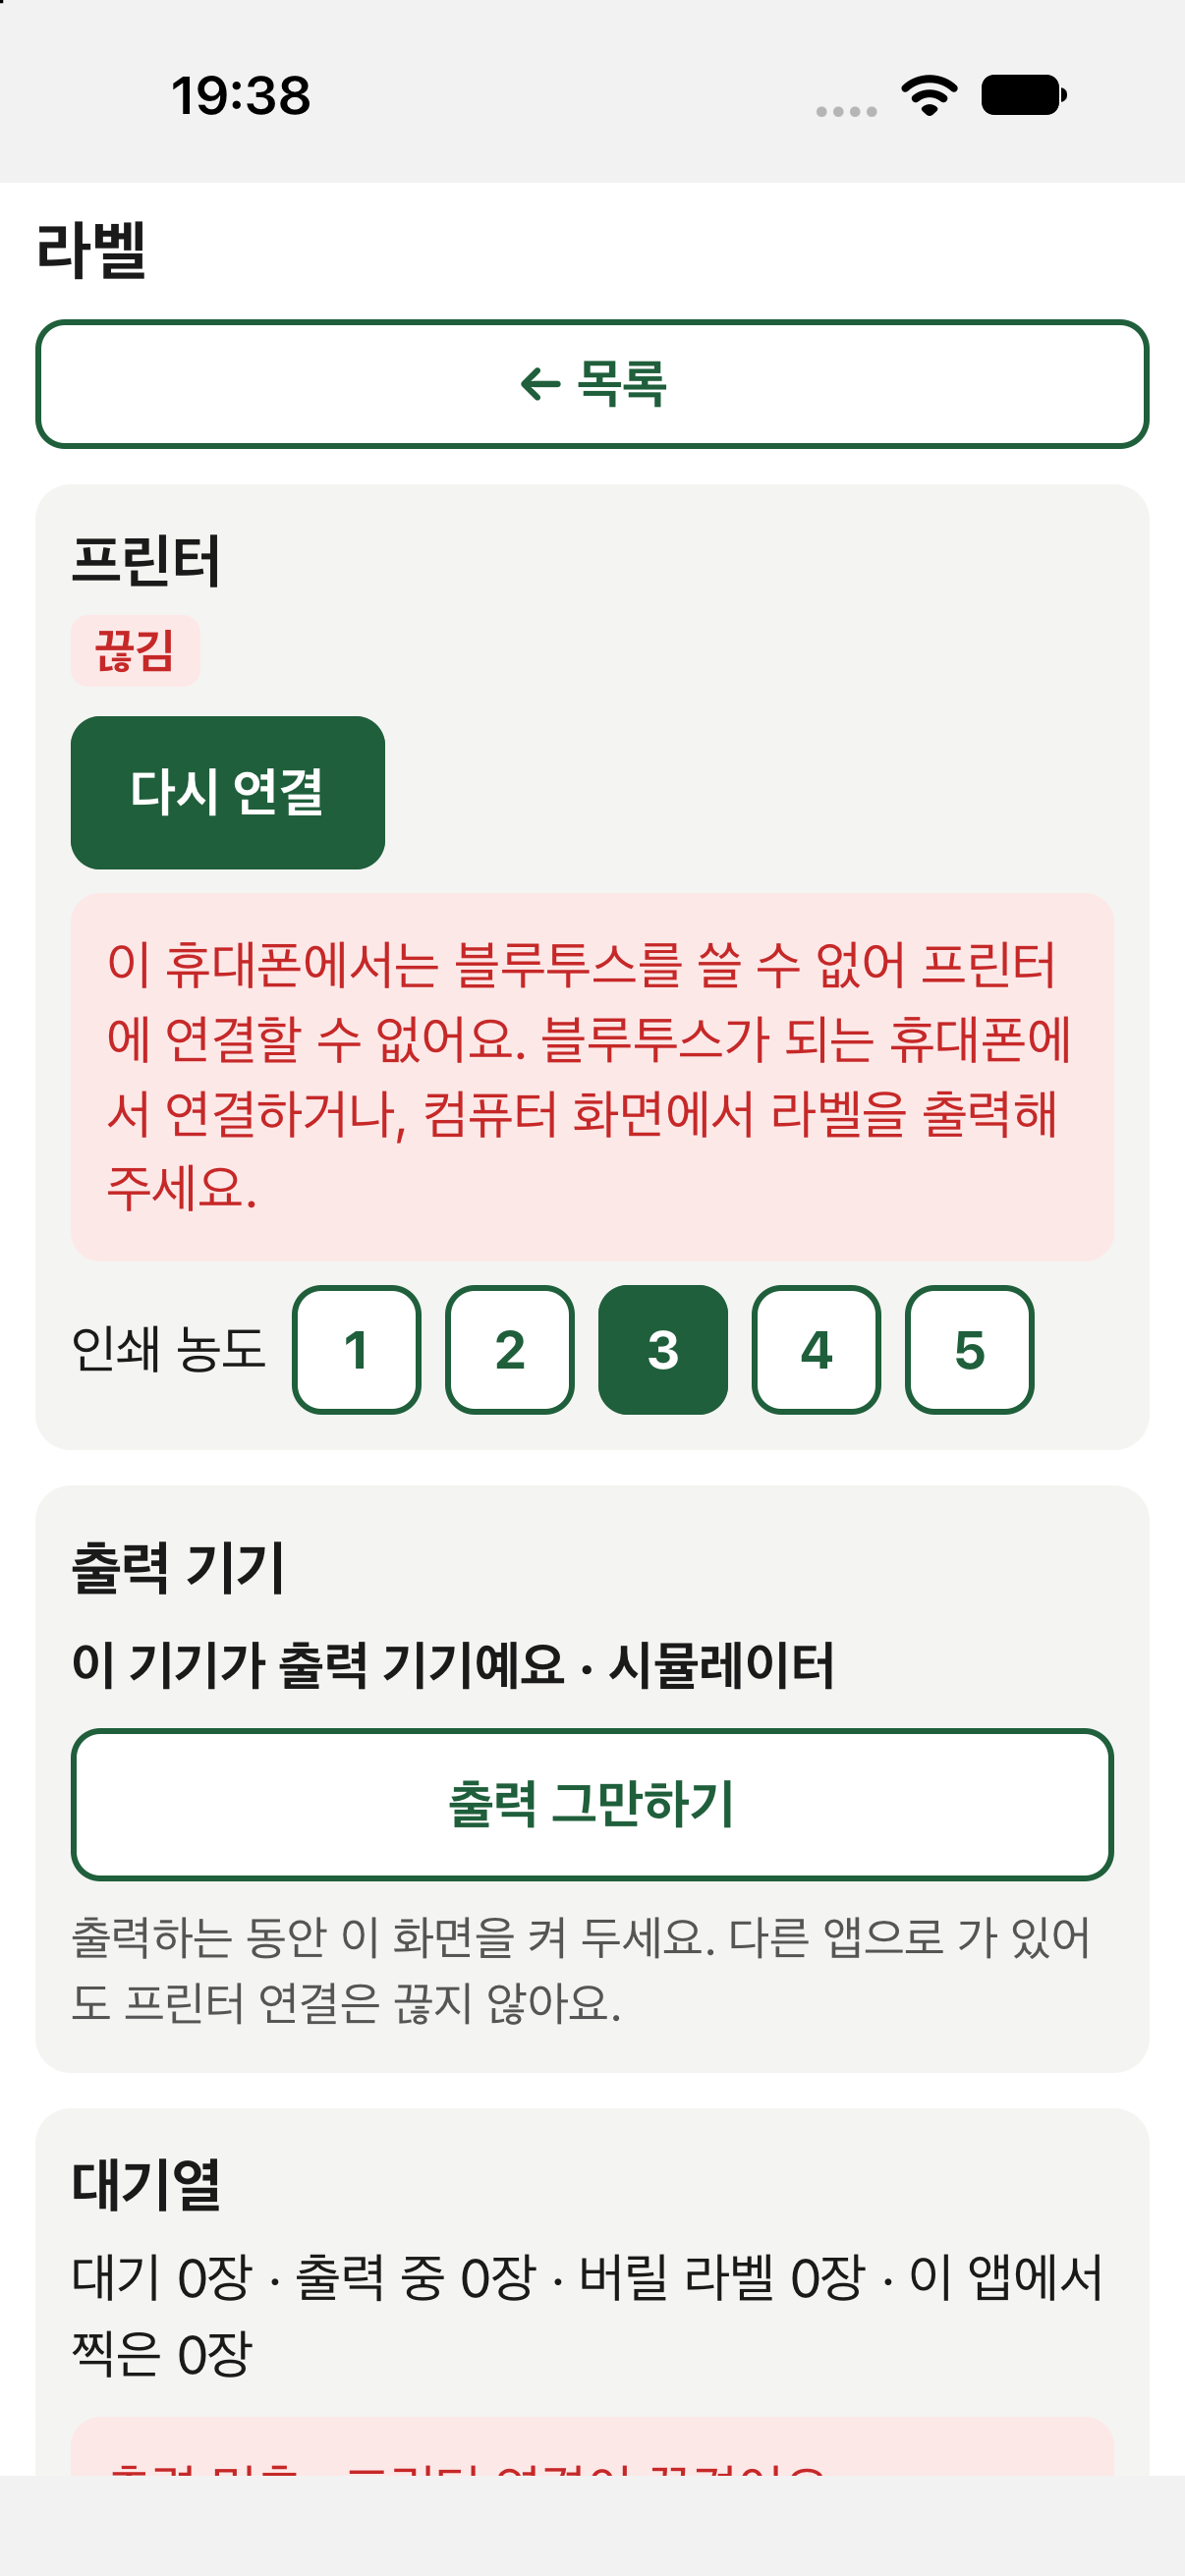 19:38
라벨
← 목록
프린터
끊김
다시 연결
이 휴대폰에서는 블루투스를 쓸 수 없어 프린터
에 연결할 수 없어요. 블루투스가 되는 휴대폰에
서 연결하거나, 컴퓨터 화면에서 라벨을 출력해
주세요.
인쇄 농도 1 2 3 4 5
출력 기기
이 기기가 출력 기기예요 · 시뮬레이터
출력 그만하기
출력하는 동안 이 화면을 켜 두세요. 다른 앱으로 가 있어
도 프린터 연결은 끊지 않아요.
대기열
대기 0장 · 출력 중 0장 · 버릴 라벨 0장 · 이 앱에서
찍은 0장